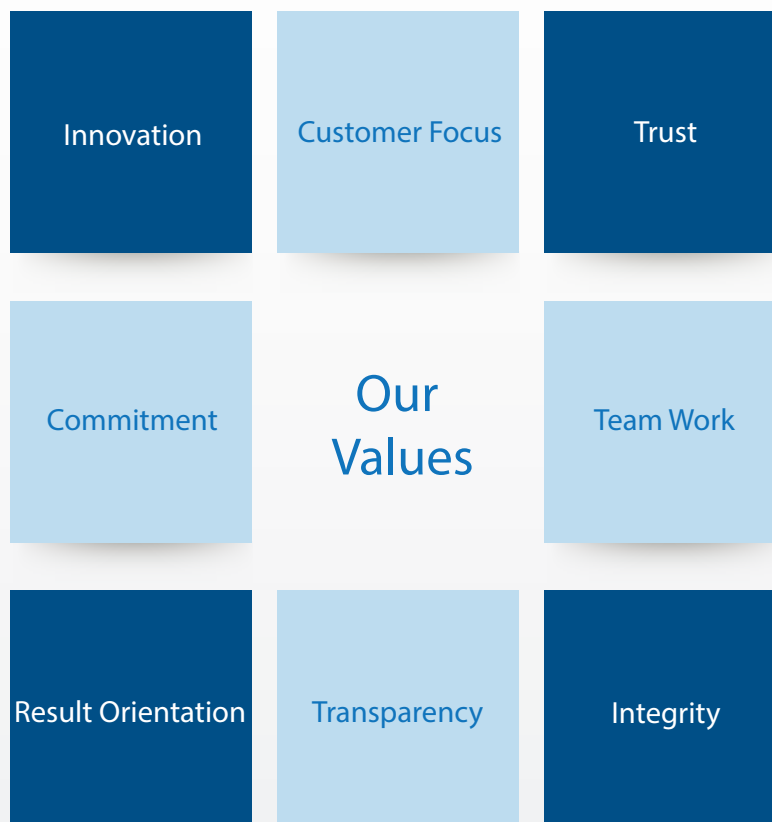 Innovation
Customer Focus
Trust
Commitment
Our
Values
Team Work
Result Orientation
Transparency
Integrity